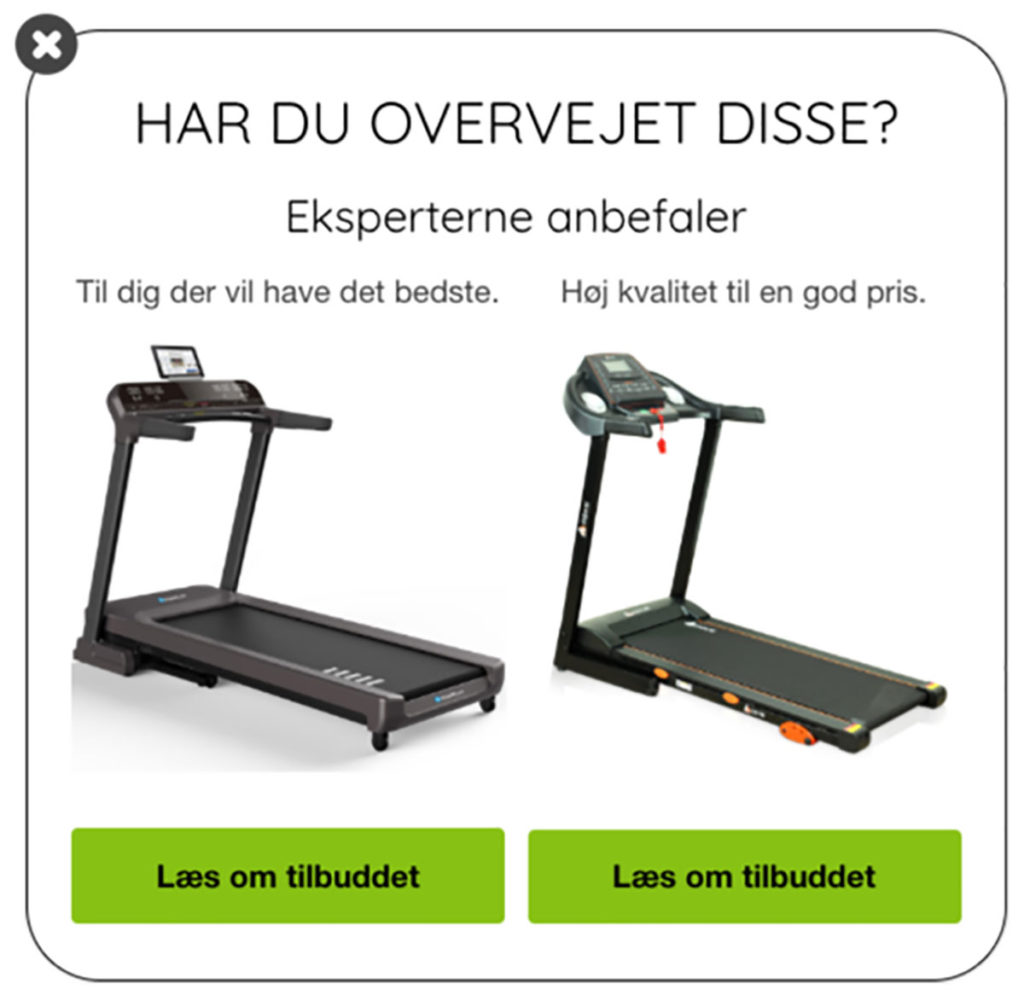 HAR DU OVERVEJET DISSE?
Eksperterne anbefaler
Til dig der vil have det bedste.
Høj kvalitet til en god pris.
Læs om tilbuddet
Læs om tilbuddet